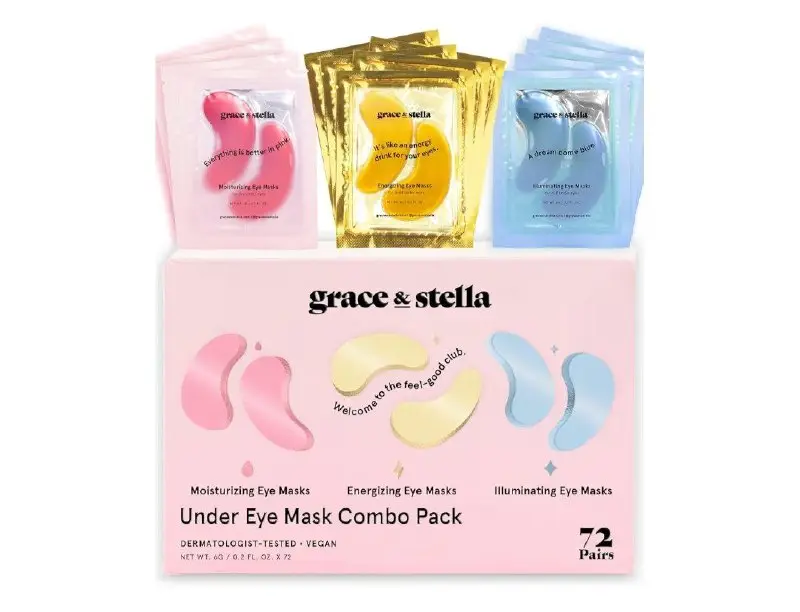 grace & stella
Everything is better in pink.
Moisturizing Eye Masks
grace & stella
It's like an energy
drink for your eyes.
Energizing Eye Masks
grace & stella
A dream come blue
Illuminating Eye Masks
grace & stella
Welcome to the feel-good club.
Moisturizing Eye Masks
Energizing Eye Masks
Illuminating Eye Masks
Under Eye Mask Combo Pack
DERMATOLOGIST-TESTED • VEGAN
NET WT. 6G / 0.2 FL. OZ. X 72
72
Pairs